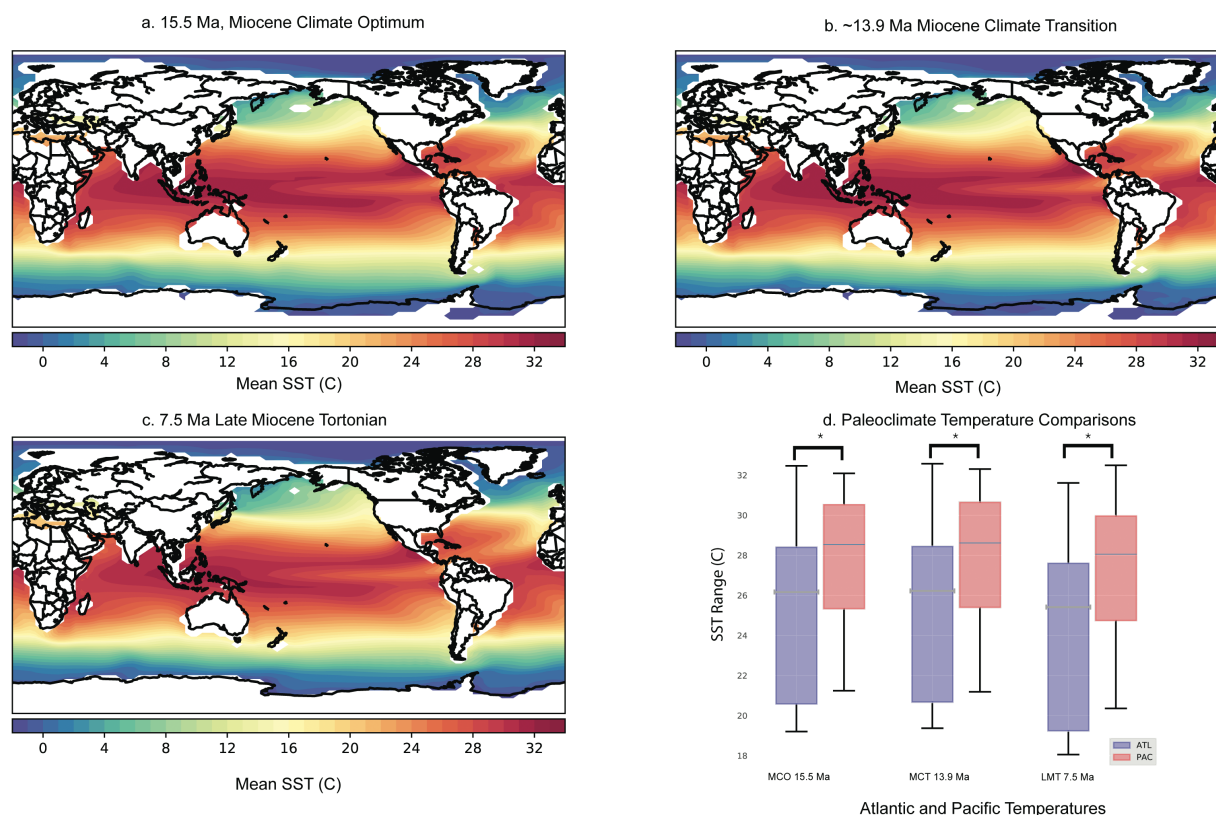 a. 15.5 Ma, Miocene Climate Optimum
b. ~13.9 Ma Miocene Climate Transition
0 4 8 12 16 20 24 28 32
Mean SST (C)
0 4 8 12 16 20 24 28 32
Mean SST (C)
c. 7.5 Ma Late Miocene Tortonian
0 4 8 12 16 20 24 28 32
Mean SST (C)
d. Paleoclimate Temperature Comparisons
* * *
32
30
28
26
24
22
20
18
SST Range (C)
ATL
PAC
MCO 15.5 Ma MCT 13.9 Ma LMT 7.5 Ma
Atlantic and Pacific Temperatures